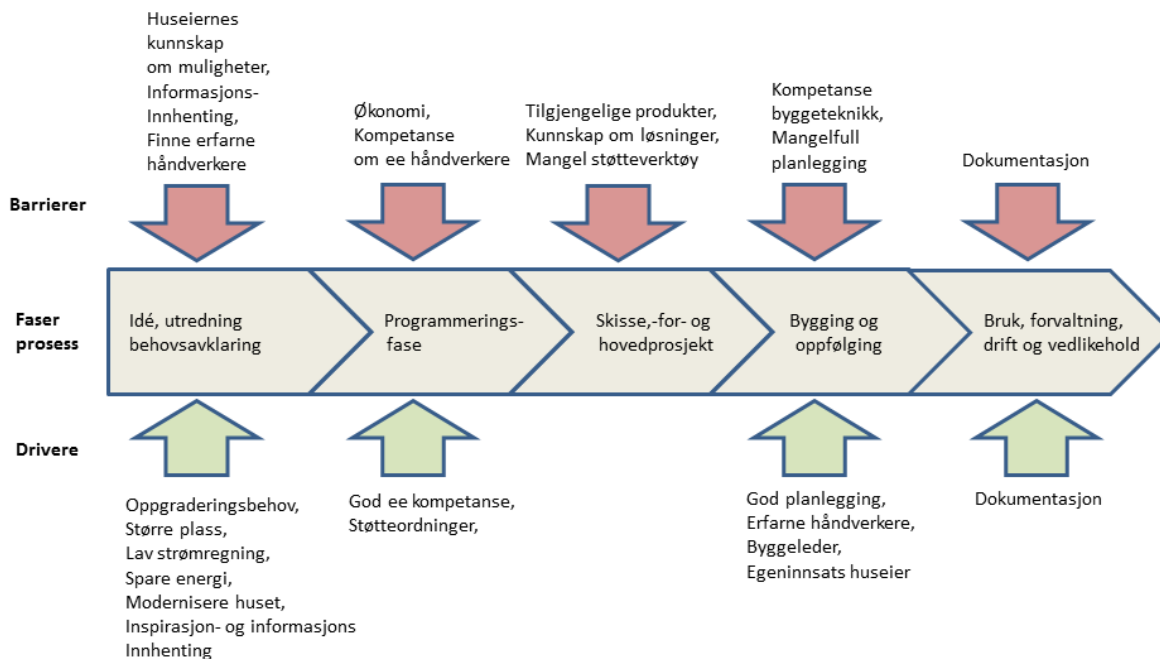 Huseiernes
kunnskap
om muligheter,
Informasjons-
Innhenting,
Finne erfarne
håndverkere
Økonomi,
Kompetanse
om ee håndverkere
Tilgjengelige produkter,
Kunnskap om løsninger,
Mangel støtteverktøy
Kompetanse
byggeteknikk,
Mangelfull
planlegging
Dokumentasjon
Barrierer
Faser
prosess
Idé, utredning
behovsavklaring
Programmerings-
fase
Skisse,-for- og
hovedprosjekt
Bygging og
oppfølging
Bruk, forvaltning,
drift og vedlikehold
Drivere
Oppgraderingsbehov,
Større plass,
Lav strømregning,
Spare energi,
Modernisere huset,
Inspirasjon- og informasjons
Innhenting
God ee kompetanse,
Støtteordninger,
God planlegging,
Erfarne håndverkere,
Byggeleder,
Egeninnsats huseier
Dokumentasjon